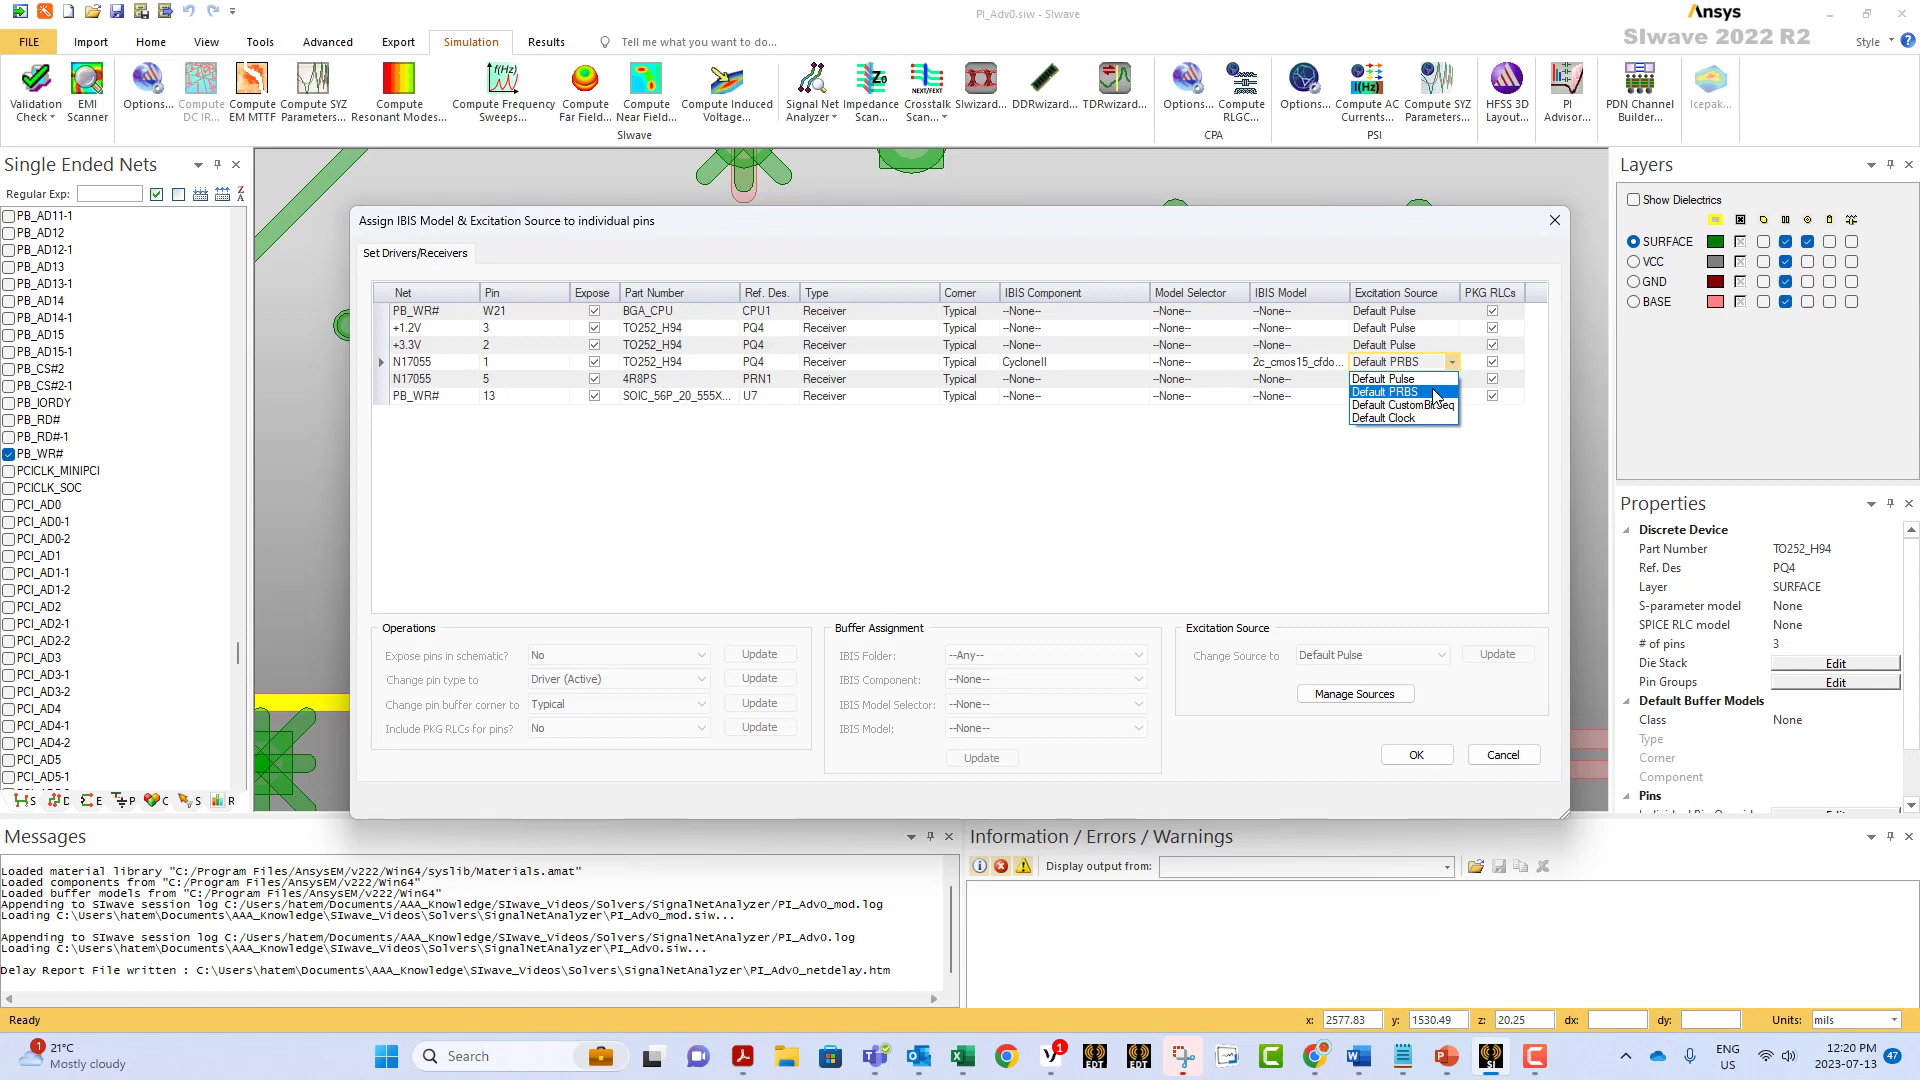 PI_Adv0.siw - SIwave
Ansys
SIwave 2022 R2
FILE Import Home View Tools Advanced Export Simulation Results Tell me what you want to do... Style
Validation Check
EMI Scanner
Options...
Compute DC IR...
Compute EM MTTF
Compute SYZ Parameters...
Compute Resonant Modes...
Compute Frequency Sweeps...
Compute Far Field...
Compute Near Field...
Compute Induced Voltage...
Signal Net Analyzer
Impedance Scan...
Crosstalk Scan...
SIwizard...
DDRwizard...
TDRwizard...
Options...
Compute RLGC...
Options...
Compute AC Currents...
Compute SYZ Parameters...
HFSS 3D Layout...
PI Advisor...
PDN Channel Builder...
Icepak...
SIwave CPA PSI
Single Ended Nets
Regular Exp:
PB_AD11-1
PB_AD12
PB_AD12-1
PB_AD13
PB_AD13-1
PB_AD14
PB_AD14-1
PB_AD15
PB_AD15-1
PB_CS#2
PB_CS#2-1
PB_IORDY
PB_RD#
PB_RD#-1
PB_WR#
PCICLK_MINIPCI
PCICLK_SOC
PCI_AD0
PCI_AD0-1
PCI_AD0-2
PCI_AD1
PCI_AD1-1
PCI_AD1-2
PCI_AD2
PCI_AD2-1
PCI_AD2-2
PCI_AD3
PCI_AD3-1
PCI_AD3-2
PCI_AD4
PCI_AD4-1
PCI_AD4-2
PCI_AD5
PCI_AD5-1
S D E P C S R
Assign IBIS Model & Excitation Source to individual pins
Set Drivers/Receivers
Net Pin Expose Part Number Ref. Des. Type Corner IBIS Component Model Selector IBIS Model Excitation Source PKG RLCs
PB_WR# W21 BGA_CPU CPU1 Receiver Typical --None-- --None-- --None-- Default Pulse
+1.2V 3 TO252_H94 PQ4 Receiver Typical --None-- --None-- --None-- Default Pulse
+3.3V 2 TO252_H94 PQ4 Receiver Typical --None-- --None-- --None-- Default Pulse
N17055 1 TO252_H94 PQ4 Receiver Typical CycloneII --None-- 2c_cmos15_cfdo... Default PRBS
N17055 5 4R8PS PRN1 Receiver Typical --None-- --None-- --None--
PB_WR# 13 SOIC_56P_20_555X... U7 Receiver Typical --None-- --None-- --None--
Default Pulse
Default PRBS
Default CustomBitSeq
Default Clock
Operations
Expose pins in schematic? No Update
Change pin type to Driver (Active) Update
Change pin buffer corner to Typical Update
Include PKG RLCs for pins? No Update
Buffer Assignment
IBIS Folder: --Any--
IBIS Component: --None--
IBIS Model Selector: --None--
IBIS Model: --None--
Update
Excitation Source
Change Source to Default Pulse Update
Manage Sources
OK Cancel
Layers
Show Dielectrics
SURFACE
VCC
GND
BASE
Properties
Discrete Device
Part Number TO252_H94
Ref. Des PQ4
Layer SURFACE
S-parameter model None
SPICE RLC model None
# of pins 3
Die Stack Edit
Pin Groups Edit
Default Buffer Models
Class None
Type
Corner
Component
Pins
Messages
Loaded material library "C:/Program Files/AnsysEM/v222/Win64/syslib/Materials.amat"
Loaded components from "C:/Program Files/AnsysEM/v222/Win64"
Loaded buffer models from "C:/Program Files/AnsysEM/v222/Win64"
Appending to SIwave session log C:/Users/hatem/Documents/AAA_Knowledge/SIwave_Videos/Solvers/SignalNetAnalyzer/PI_Adv0_mod.log
Loading C:\Users\hatem\Documents\AAA_Knowledge\SIwave_Videos\Solvers\SignalNetAnalyzer\PI_Adv0_mod.siw...
Appending to SIwave session log C:/Users/hatem/Documents/AAA_Knowledge/SIwave_Videos/Solvers/SignalNetAnalyzer/PI_Adv0.log
Loading C:\Users\hatem\Documents\AAA_Knowledge\SIwave_Videos\Solvers\SignalNetAnalyzer\PI_Adv0.siw...
Delay Report File written : C:\Users\hatem\Documents\AAA_Knowledge\SIwave_Videos\Solvers\SignalNetAnalyzer\PI_Adv0_netdelay.htm
Information / Errors / Warnings
Display output from:
Ready x: 2577.83 y: 1530.49 z: 20.25 dx: dy: Units: mils
21°C
Mostly cloudy
Search
ENG
US
12:20 PM
2023-07-13
47